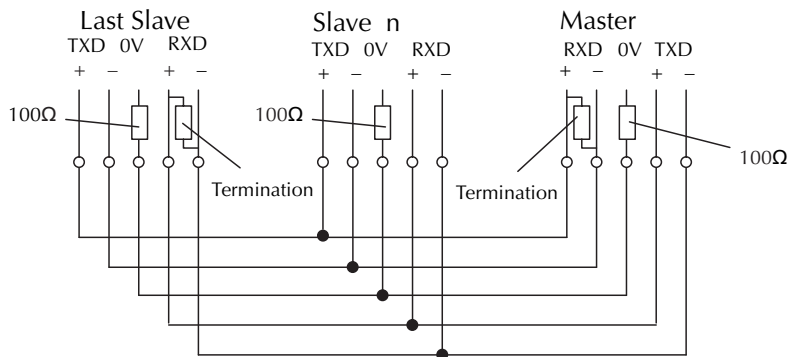 Last Slave Slave n Master
TXD 0V RXD TXD 0V RXD RXD 0V TXD
+ − + − + − + − + − + −
100Ω 100Ω 100Ω
Termination Termination